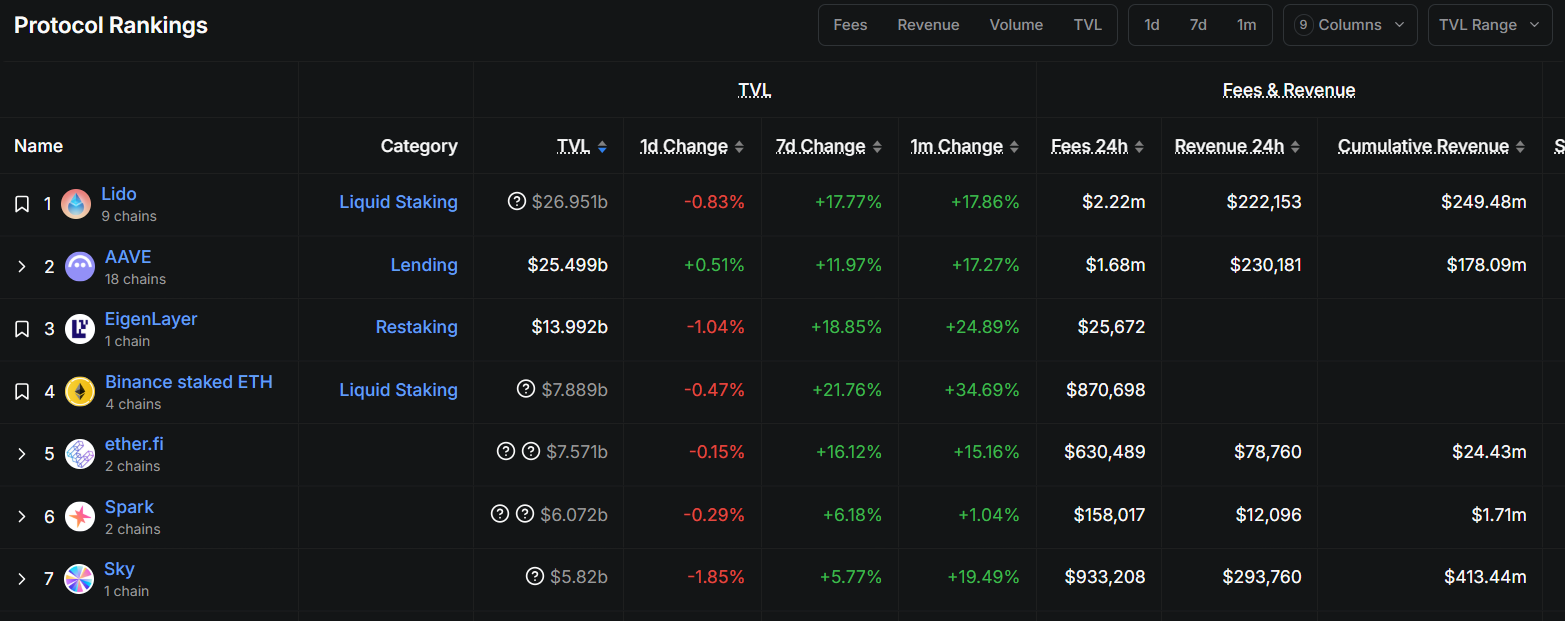 Protocol Rankings
Fees Revenue Volume TVL 1d 7d 1m 9 Columns TVL Range
TVL Fees & Revenue
Name Category TVL 1d Change 7d Change 1m Change Fees 24h Revenue 24h Cumulative Revenue S
1 Lido Liquid Staking ? $26.951b -0.83% +17.77% +17.86% $2.22m $222,153 $249.48m
9 chains
2 AAVE Lending $25.499b +0.51% +11.97% +17.27% $1.68m $230,181 $178.09m
18 chains
3 EigenLayer Restaking $13.992b -1.04% +18.85% +24.89% $25,672
1 chain
4 Binance staked ETH Liquid Staking ? $7.889b -0.47% +21.76% +34.69% $870,698
4 chains
5 ether.fi ? ? $7.571b -0.15% +16.12% +15.16% $630,489 $78,760 $24.43m
2 chains
6 Spark ? ? $6.072b -0.29% +6.18% +1.04% $158,017 $12,096 $1.71m
2 chains
7 Sky ? $5.82b -1.85% +5.77% +19.49% $933,208 $293,760 $413.44m
1 chain